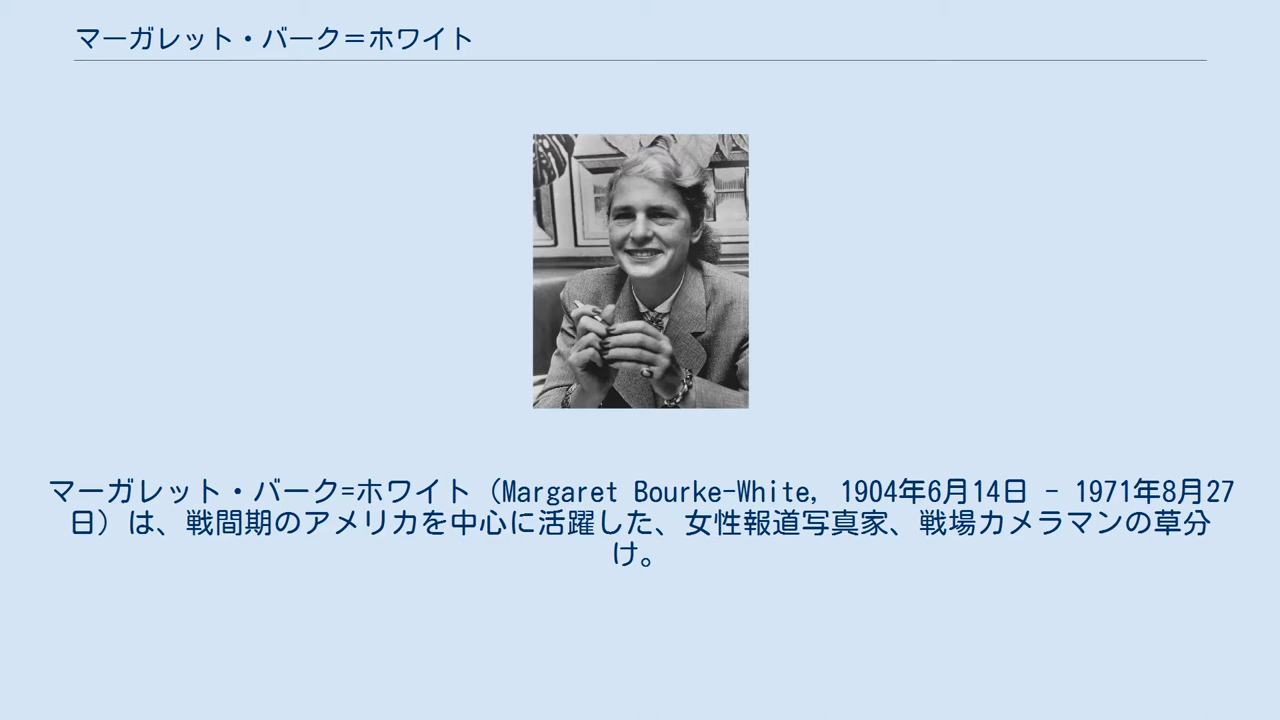 マーガレット・バーク＝ホワイト
マーガレット・バーク=ホワイト（Margaret Bourke-White, 1904年6月14日 - 1971年8月27
日）は、戦間期のアメリカを中心に活躍した、女性報道写真家、戦場カメラマンの草分
け。